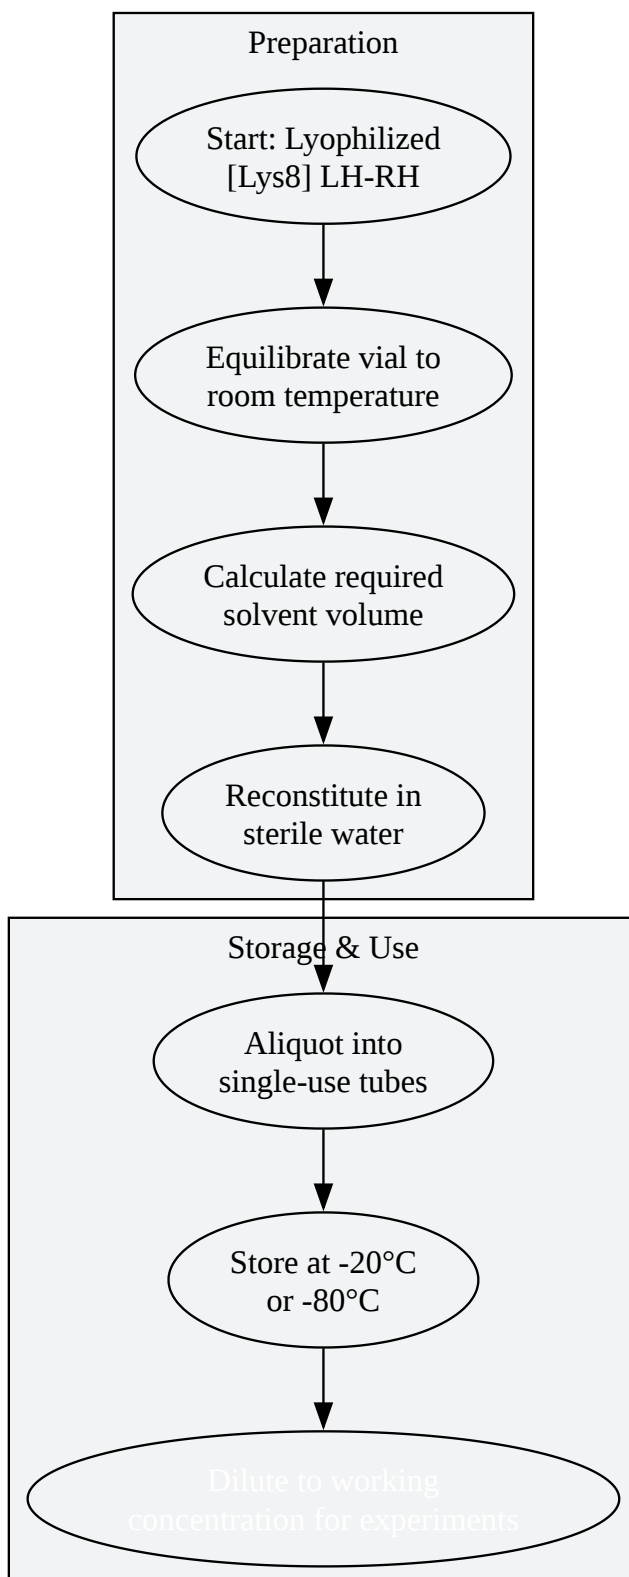 Preparation
Start: Lyophilized
[Lys8] LH-RH
Equilibrate vial to
room temperature
Calculate required
solvent volume
Reconstitute in
sterile water
Storage & Use
Aliquot into
single-use tubes
Store at -20°C
or -80°C
Dilute to working
concentration for experiments